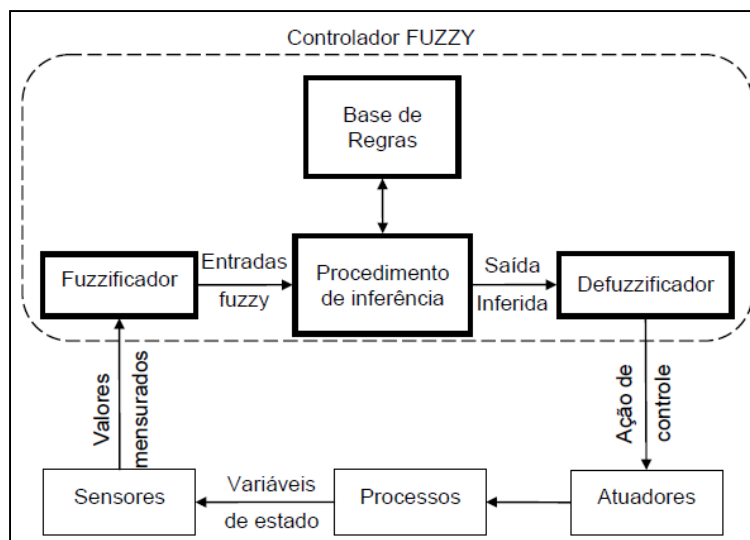 Controlador FUZZY
Base de
Regras
Fuzzificador
Entradas
fuzzy
Procedimento
de inferência
Saída
Inferida
Defuzzificador
Valores
mensurados
Ação de
controle
Sensores
Variáveis
de estado
Processos
Atuadores